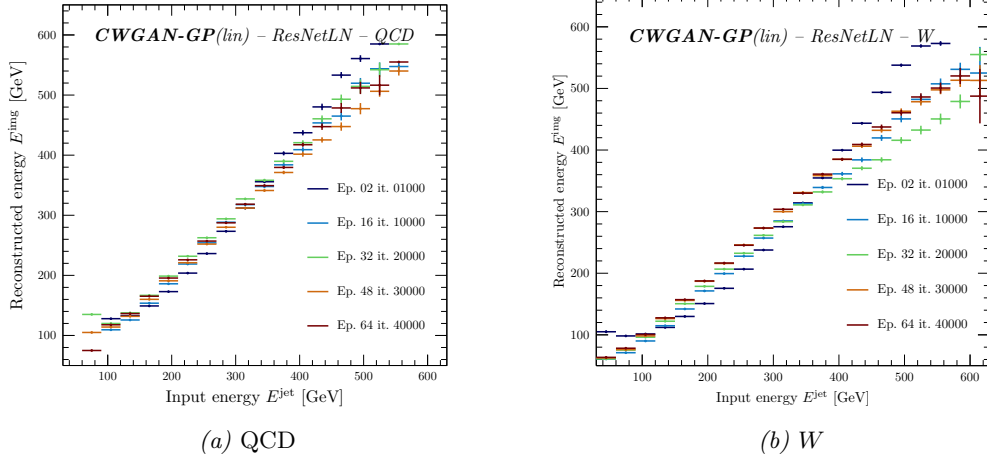 CWGAN-GP(lin) – ResNetLN – QCD
Reconstructed energy E^img [GeV]
600
500
400
300
200
100
Ep. 02 it. 01000
Ep. 16 it. 10000
Ep. 32 it. 20000
Ep. 48 it. 30000
Ep. 64 it. 40000
100 200 300 400 500 600
Input energy E^jet [GeV]
(a) QCD
CWGAN-GP(lin) – ResNetLN – W
Reconstructed energy E^img [GeV]
600
500
400
300
200
100
Ep. 02 it. 01000
Ep. 16 it. 10000
Ep. 32 it. 20000
Ep. 48 it. 30000
Ep. 64 it. 40000
100 200 300 400 500 600
Input energy E^jet [GeV]
(b) W